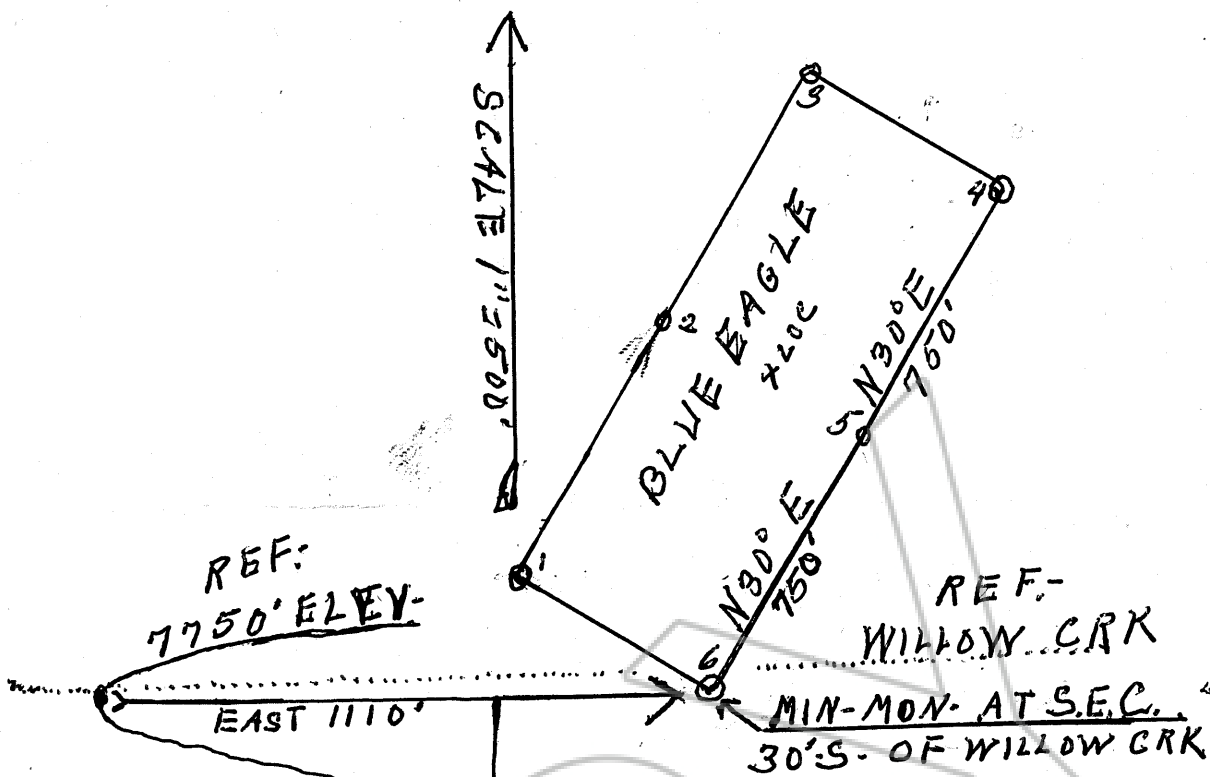 SCALE 1"=500'
3
4
BLUE EAGLE
2
N30°E
750'
5
1
N30° E
750'
6
REF:
7750' ELEV-
REF:-
WILLOW CRK
EAST 1110'
MIN-MON- AT S.E.C.
30'S. OF WILLOW CRK